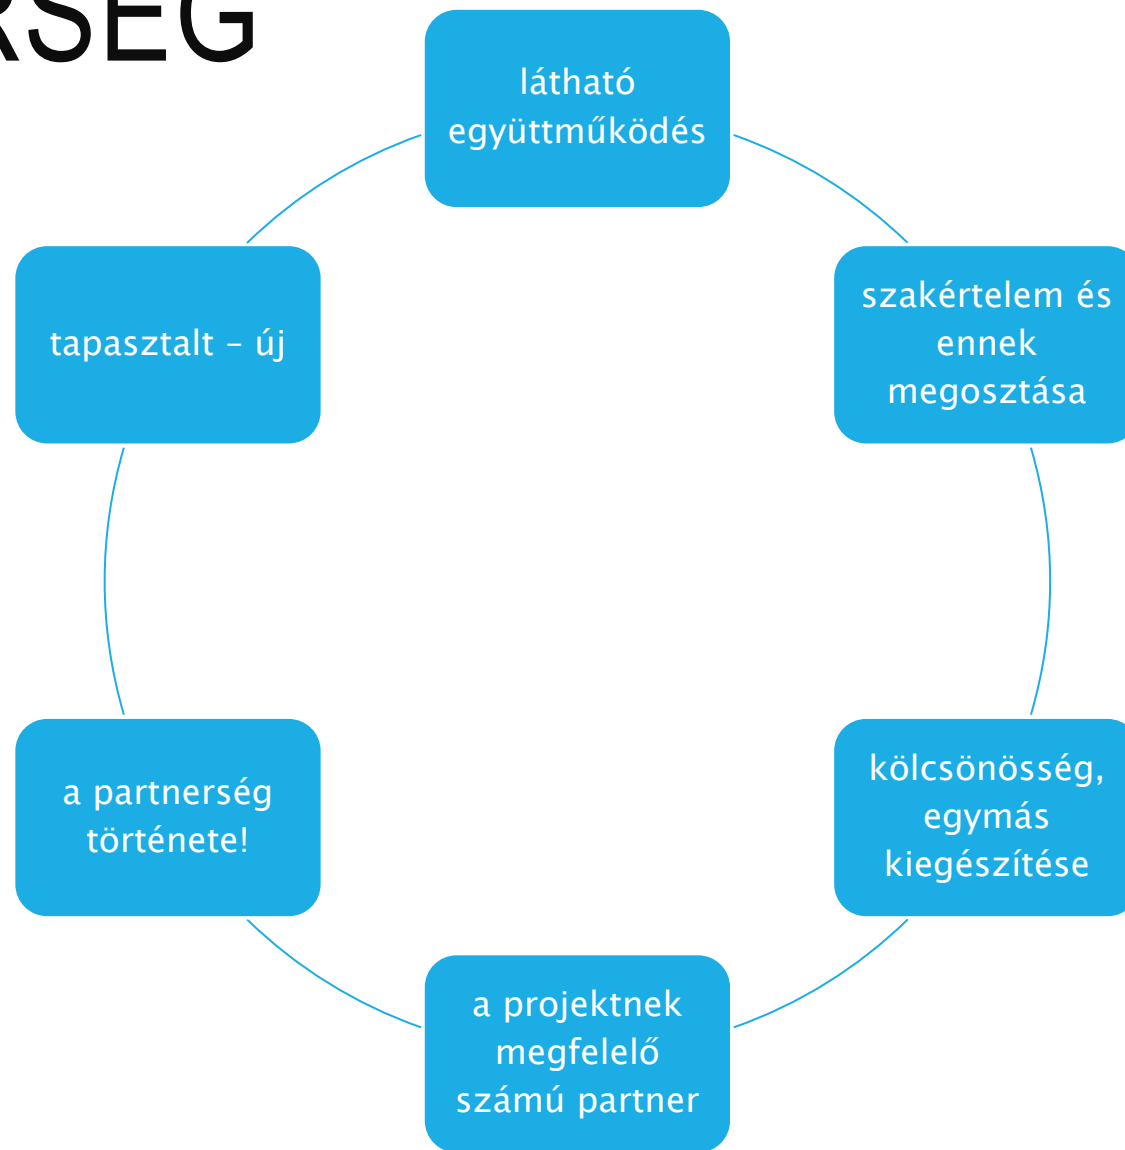 RSÉG
látható
együttműködés
szakértelem és
ennek
megosztása
kölcsönösség,
egymás
kiegészítése
a projektnek
megfelelő
számú partner
a partnerség
története!
tapasztalt – új